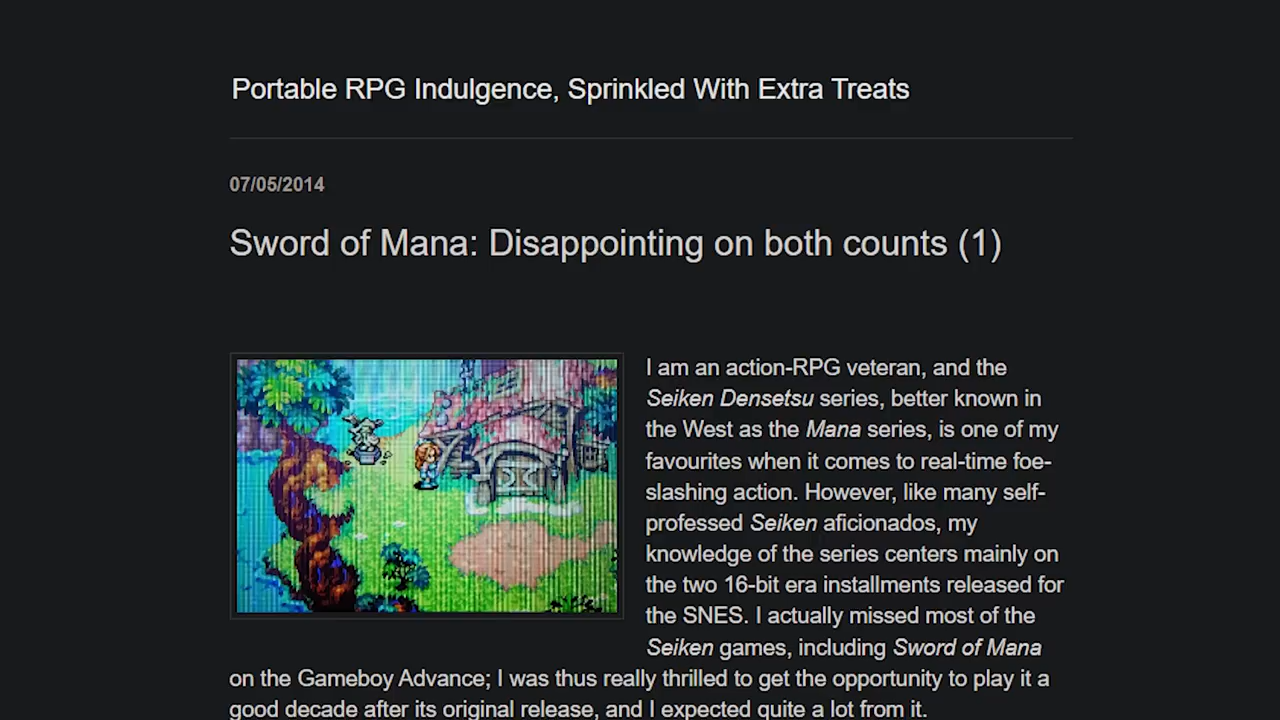 Portable RPG Indulgence, Sprinkled With Extra Treats
07/05/2014
Sword of Mana: Disappointing on both counts (1)
I am an action-RPG veteran, and the
Seiken Densetsu series, better known in
the West as the Mana series, is one of my
favourites when it comes to real-time foe-
slashing action. However, like many self-
professed Seiken aficionados, my
knowledge of the series centers mainly on
the two 16-bit era installments released for
the SNES. I actually missed most of the
Seiken games, including Sword of Mana
on the Gameboy Advance; I was thus really thrilled to get the opportunity to play it a
good decade after its original release, and I expected quite a lot from it.